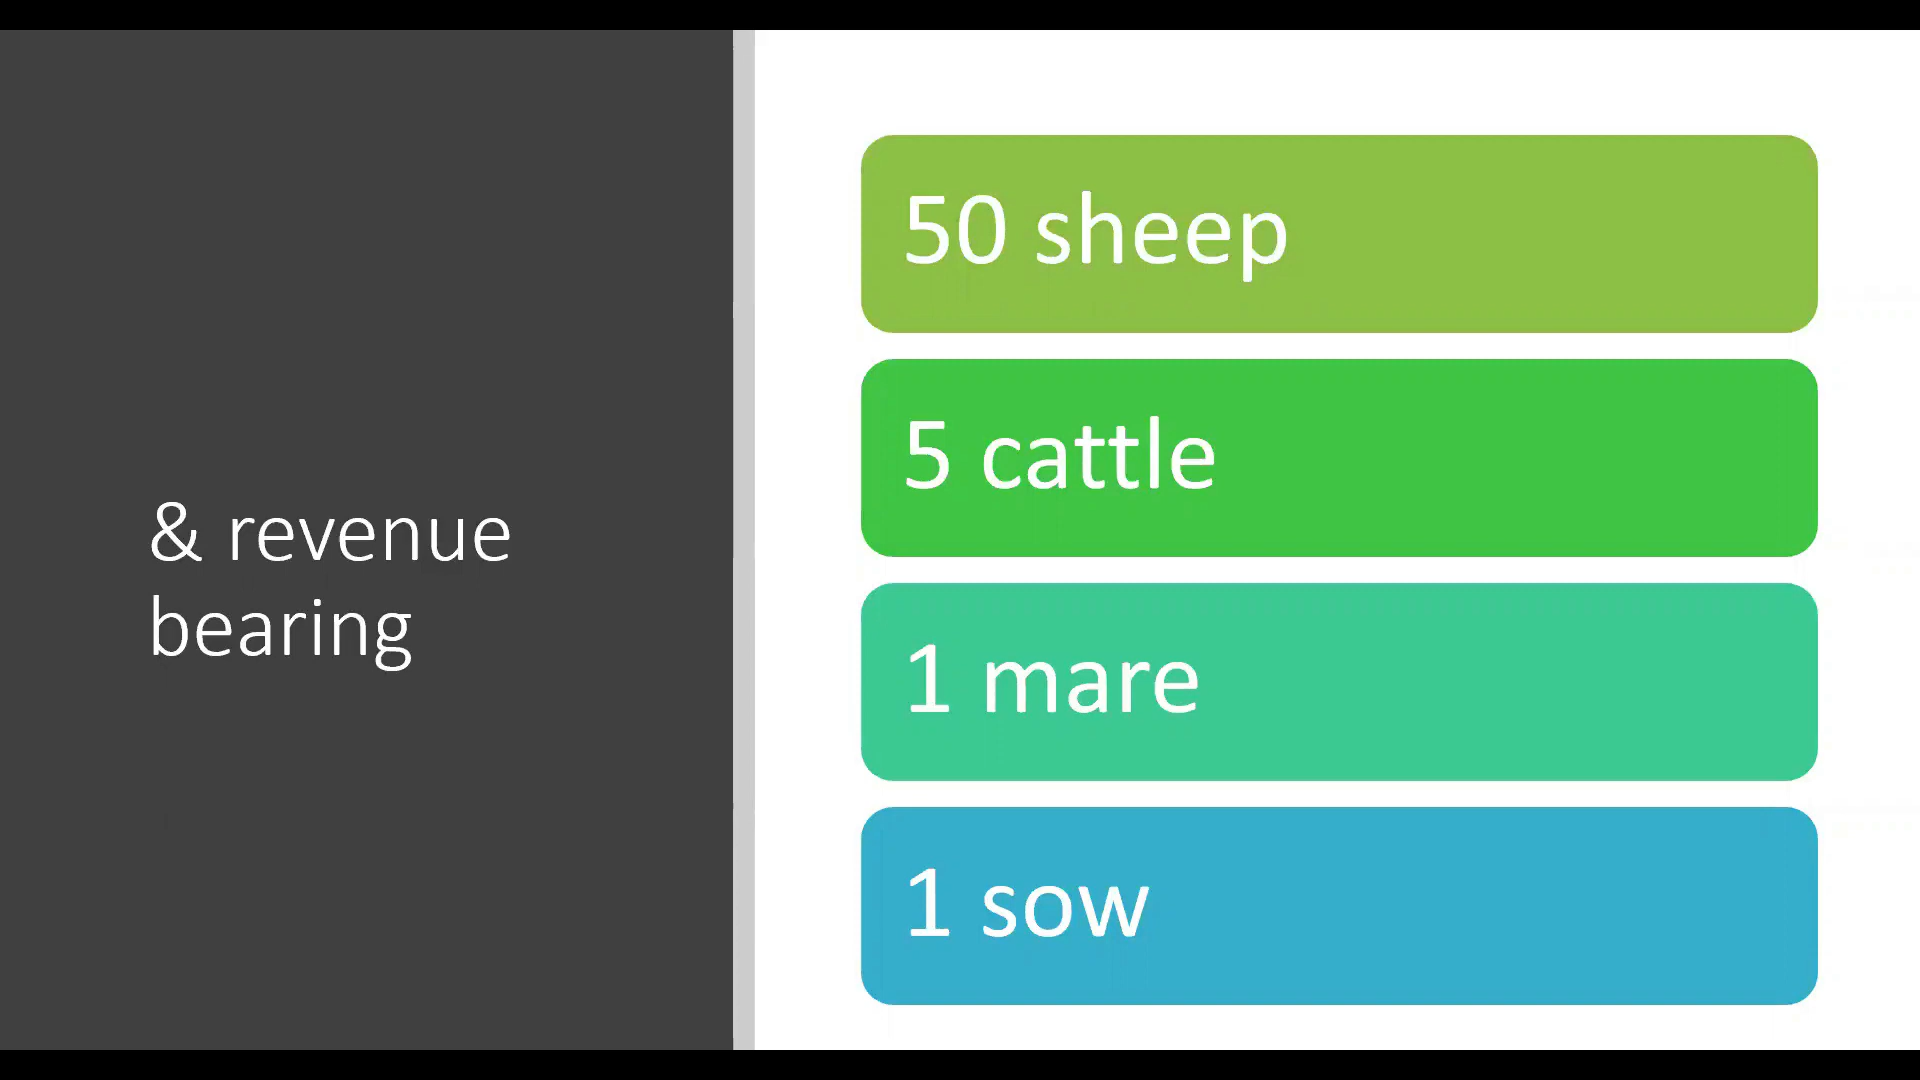 & revenue
bearing
50 sheep
5 cattle
1 mare
1 sow